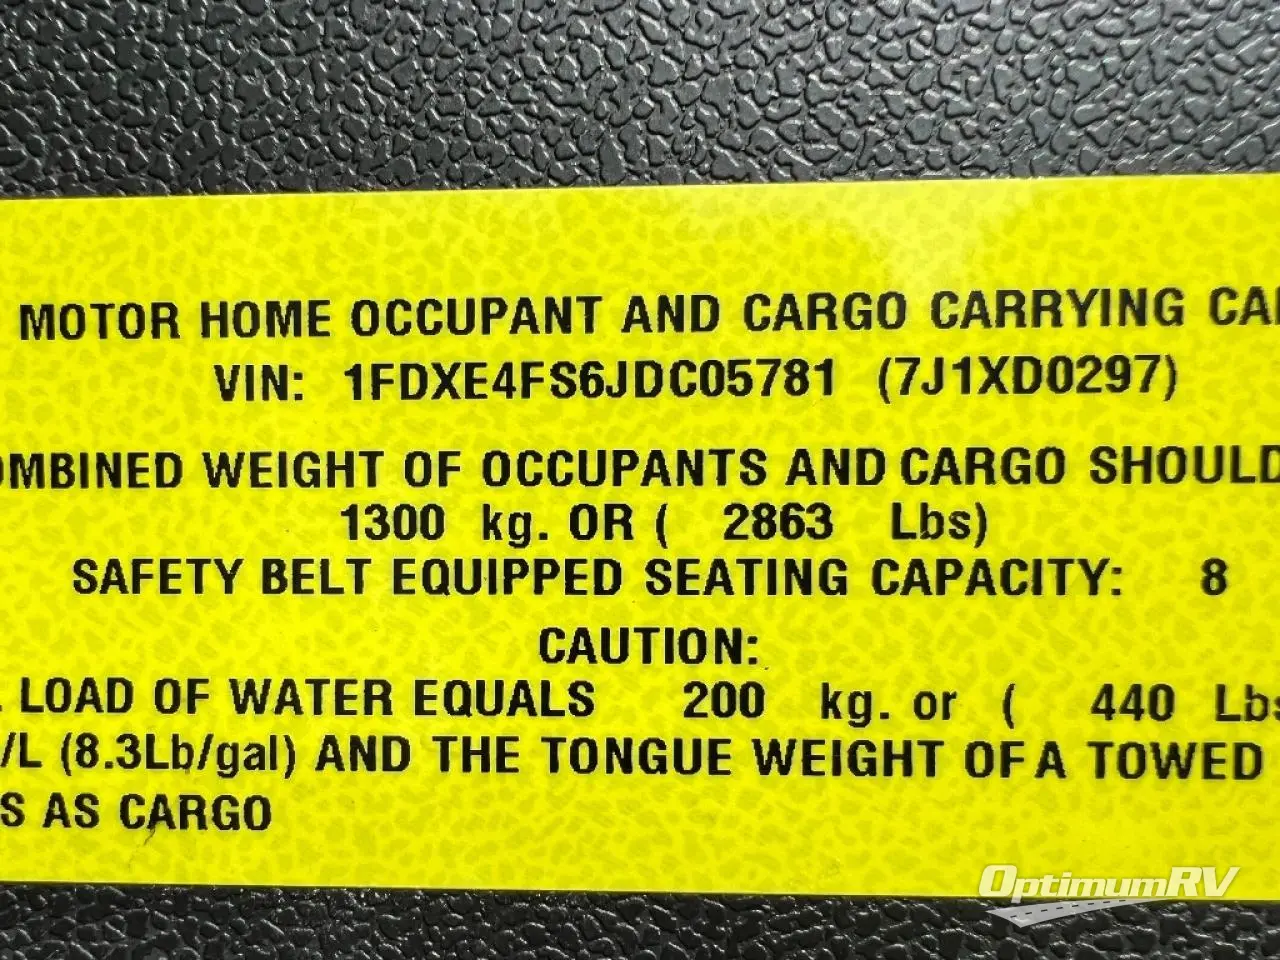 MOTOR HOME OCCUPANT AND CARGO CARRYING CA
VIN: 1FDXE4FS6JDC05781 (7J1XD0297)
OMBINED WEIGHT OF OCCUPANTS AND CARGO SHOULD
1300 kg. OR ( 2863 Lbs)
SAFETY BELT EQUIPPED SEATING CAPACITY: 8
CAUTION:
LOAD OF WATER EQUALS 200 kg. or ( 440 Lbs
/L (8.3Lb/gal) AND THE TONGUE WEIGHT OF A TOWED
S AS CARGO
OptimumRV